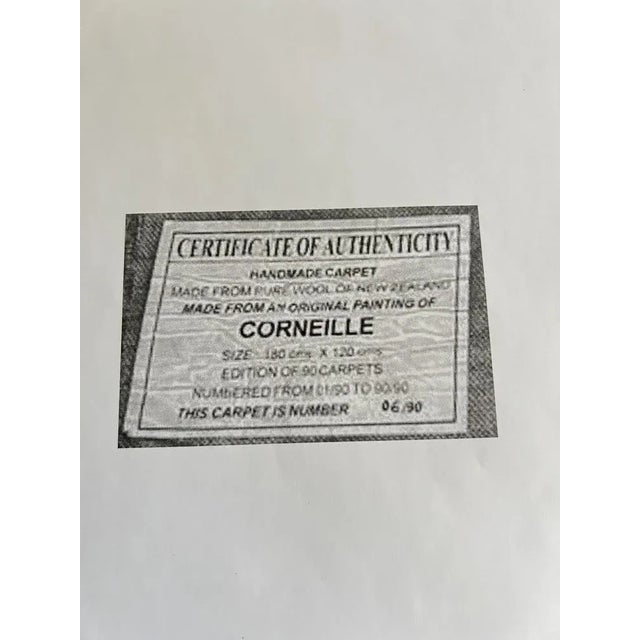 CERTIFICATE OF AUTHENTICITY
HANDMADE CARPET
MADE FROM PURE WOOL OF NEW ZEALAND
MADE FROM AN ORIGINAL PAINTING OF
CORNEILLE
SIZE 180 cms X 120 cms
EDITION OF 90 CARPETS
NUMBERED FROM 01/90 TO 90/90
THIS CARPET IS NUMBER 06/90